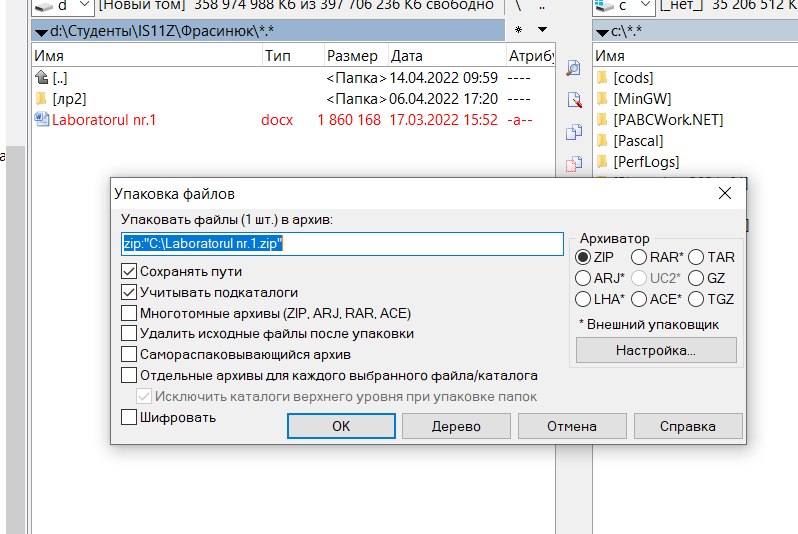 d [Новый том] 358 974 988 Кб из 397 706 236 Кб свободно \ ..
c [_нет_] 35 206 512 К
d:\Студенты\IS11Z\Фрасинюк\*.* *
c:\*.*
Имя Тип Размер Дата Атрибу
Имя
[..] <Папка> 14.04.2022 09:59 ----
[лр2] <Папка> 06.04.2022 17:20 ----
Laboratorul nr.1 docx 1 860 168 17.03.2022 15:52 -a--
[cods]
[MinGW]
[PABCWork.NET]
[Pascal]
[PerfLogs]
Упаковка файлов
Упаковать файлы (1 шт.) в архив:
zip:"C:\Laboratorul nr.1.zip"
Сохранять пути
Учитывать подкаталоги
Многотомные архивы (ZIP, ARJ, RAR, ACE)
Удалить исходные файлы после упаковки
Самораспаковывающийся архив
Отдельные архивы для каждого выбранного файла/каталога
Исключить каталоги верхнего уровня при упаковке папок
Шифровать
Архиватор
ZIP RAR* TAR
ARJ* UC2* GZ
LHA* ACE* TGZ
* Внешний упаковщик
Настройка...
OK Дерево Отмена Справка